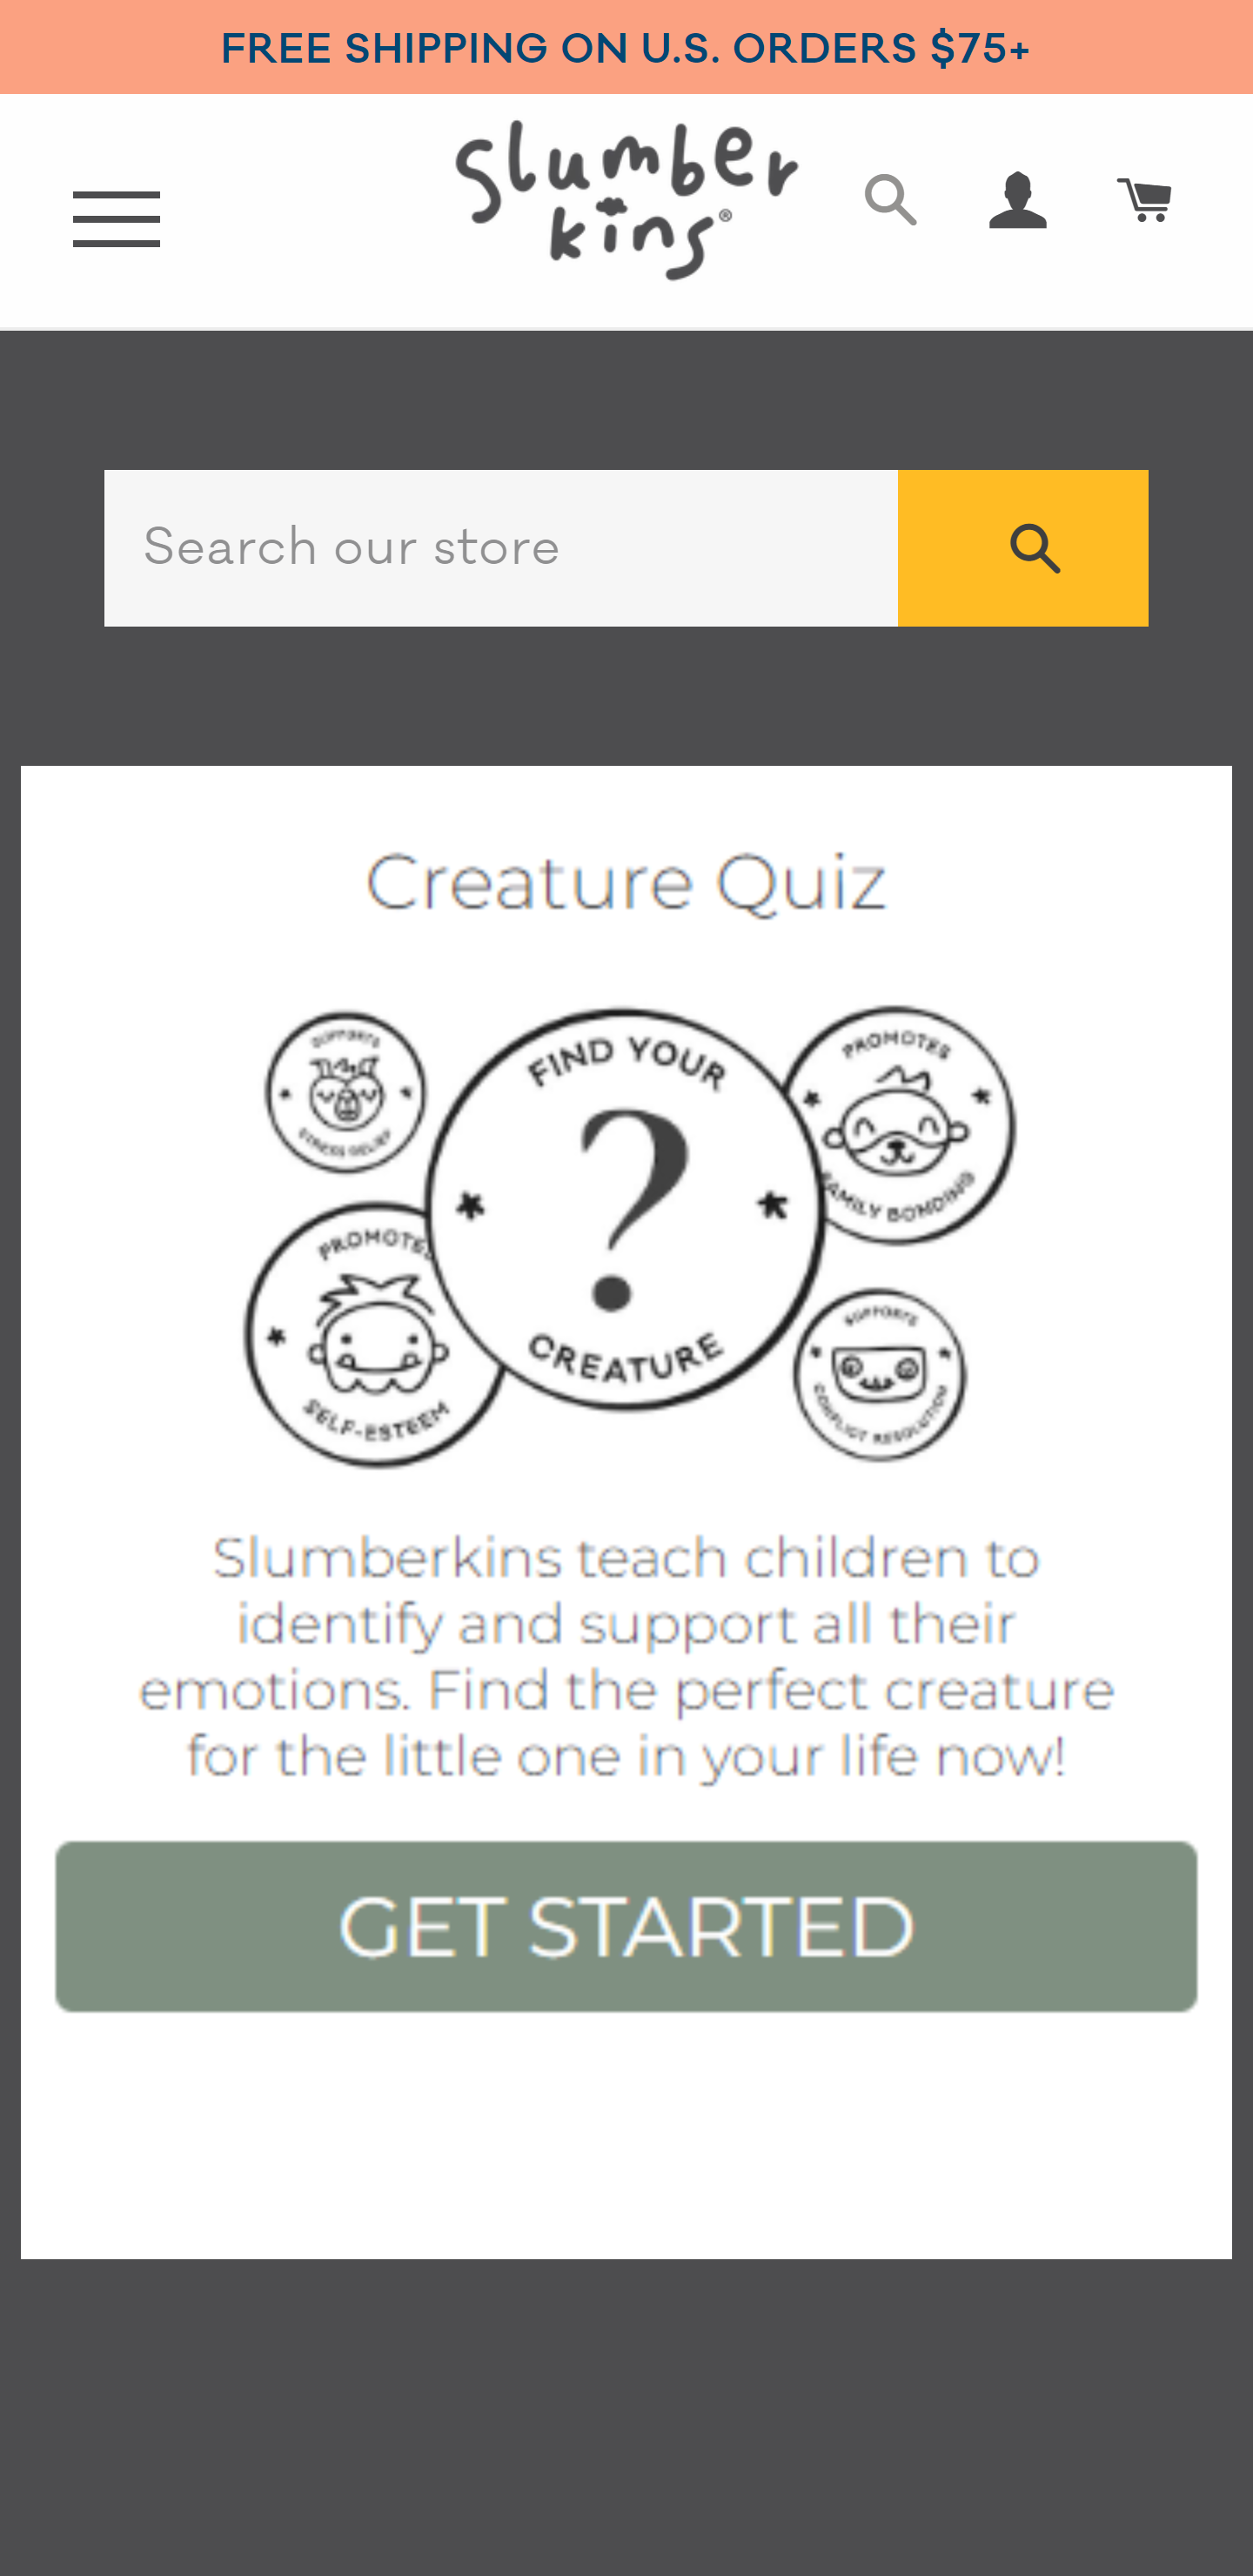 FREE SHIPPING ON U.S. ORDERS $75+
slumber
kins®
Search our store
Creature Quiz
SUPPORTS
STRESS RELIEF
FIND YOUR
?
CREATURE
PROMOTES
FAMILY BONDING
PROMOTES
SELF-ESTEEM
SUPPORTS
CONFLICT RESOLUTION
Slumberkins teach children to
identify and support all their
emotions. Find the perfect creature
for the little one in your life now!
GET STARTED